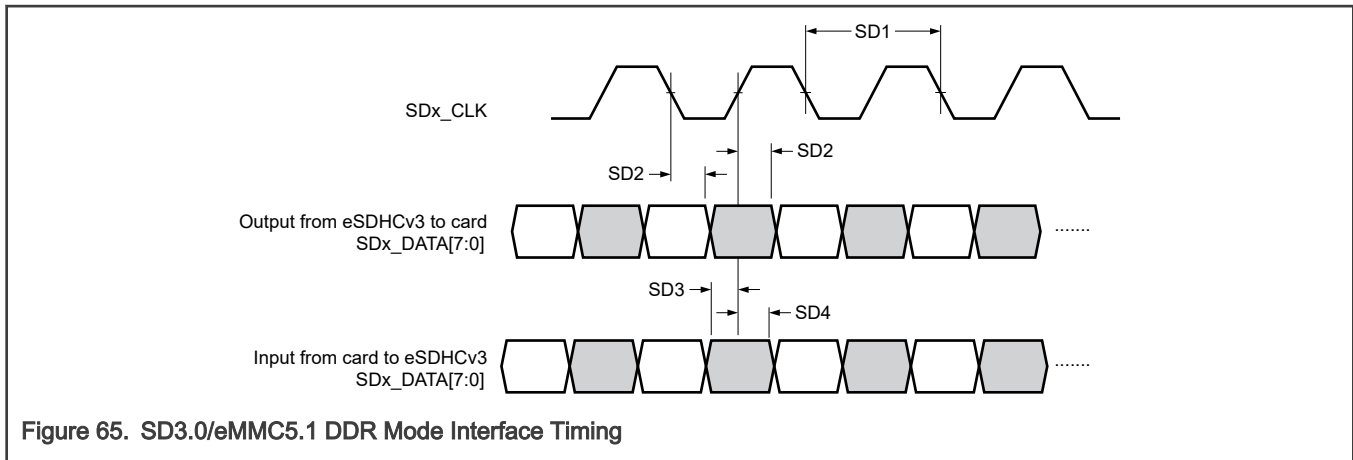 SD1
SDx_CLK
SD2
SD2
Output from eSDHCv3 to card
SDx_DATA[7:0]
.......
SD3
SD4
Input from card to eSDHCv3
SDx_DATA[7:0]
.......
Figure 65. SD3.0/eMMC5.1 DDR Mode Interface Timing